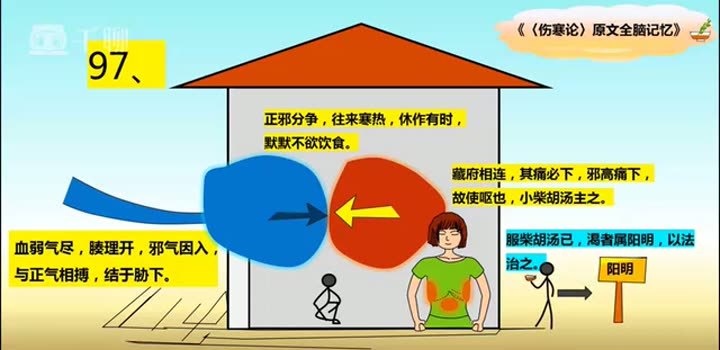 千聊
《〈伤寒论〉原文全脑记忆》
97、
正邪分争，往来寒热，休作有时，
默默不欲饮食。
藏府相连，其痛必下，邪高痛下，
故使呕也，小柴胡汤主之。
血弱气尽，腠理开，邪气因入，
与正气相搏，结于胁下。
服柴胡汤已，渴者属阳明，以法
治之。
阳明